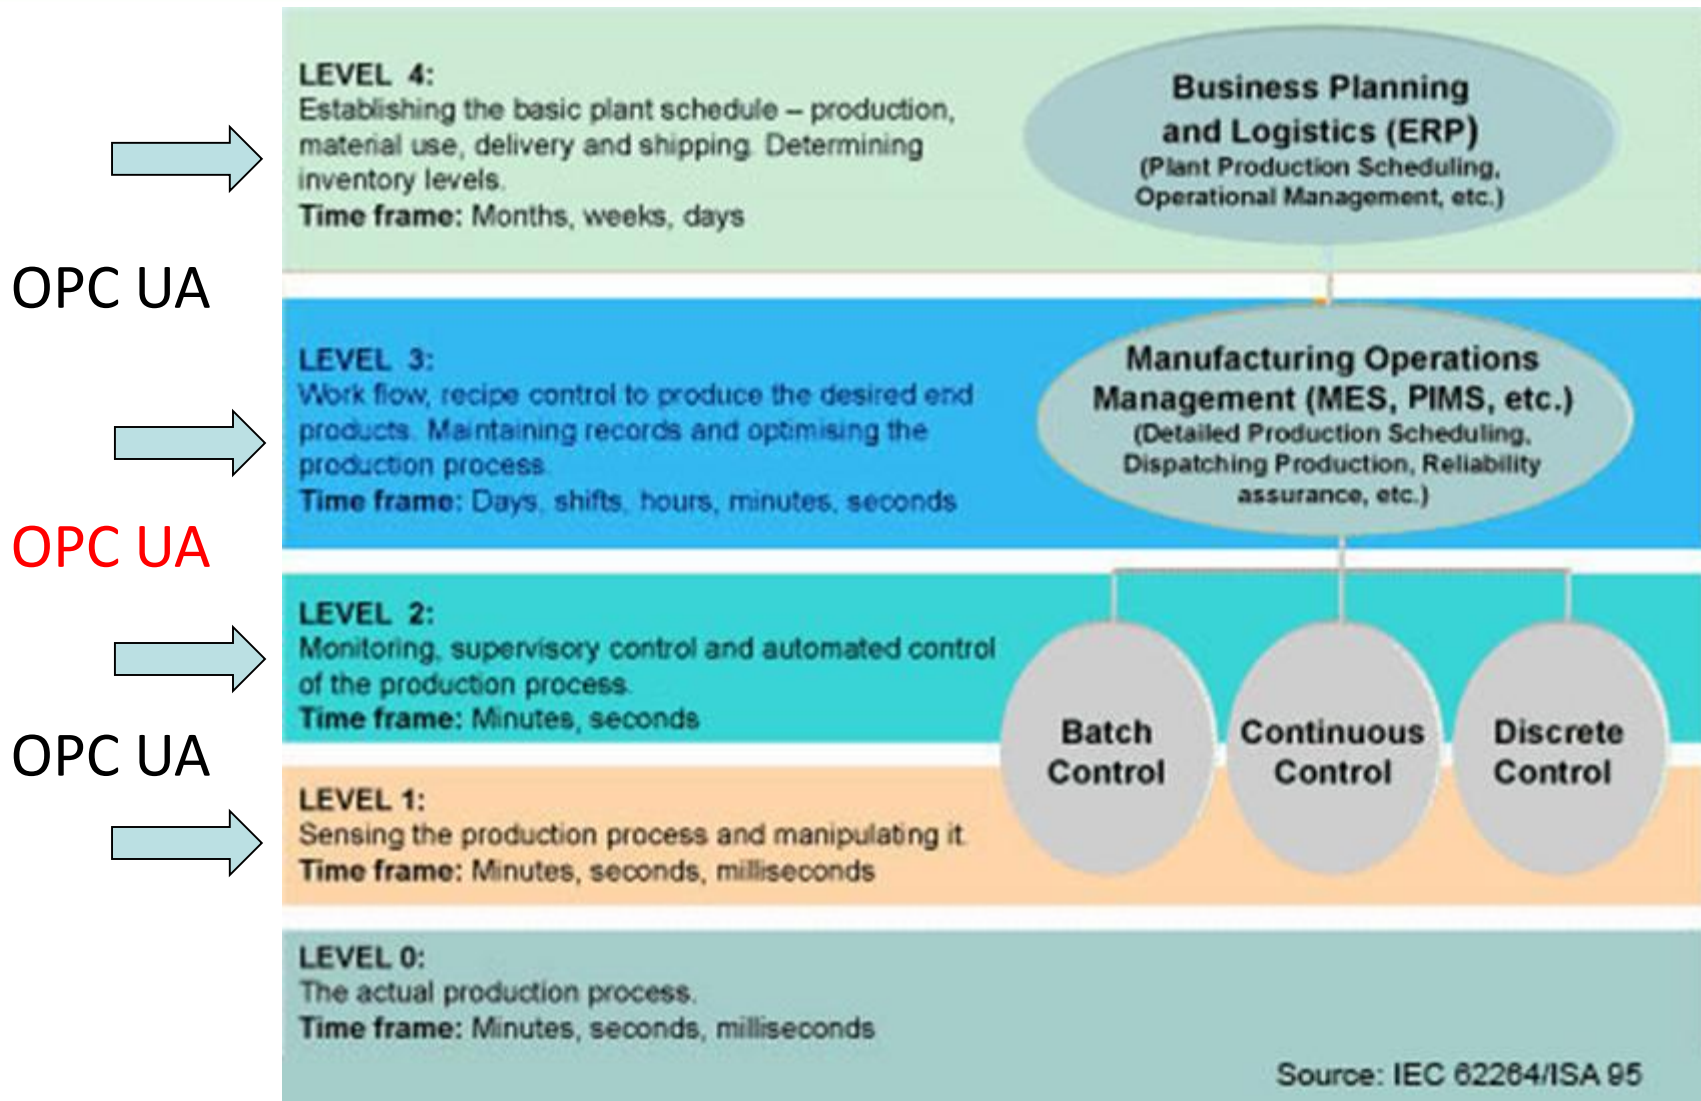 LEVEL 4:
Establishing the basic plant schedule – production,
material use, delivery and shipping. Determining
inventory levels.
Time frame: Months, weeks, days
Business Planning
and Logistics (ERP)
(Plant Production Scheduling,
Operational Management, etc.)
OPC UA
LEVEL 3:
Work flow, recipe control to produce the desired end
products. Maintaining records and optimising the
production process.
Time frame: Days, shifts, hours, minutes, seconds
Manufacturing Operations
Management (MES, PIMS, etc.)
(Detailed Production Scheduling,
Dispatching Production, Reliability
assurance, etc.)
OPC UA
LEVEL 2:
Monitoring, supervisory control and automated control
of the production process.
Time frame: Minutes, seconds
Batch
Control
Continuous
Control
Discrete
Control
OPC UA
LEVEL 1:
Sensing the production process and manipulating it.
Time frame: Minutes, seconds, milliseconds
LEVEL 0:
The actual production process.
Time frame: Minutes, seconds, milliseconds
Source: IEC 62264/ISA 95